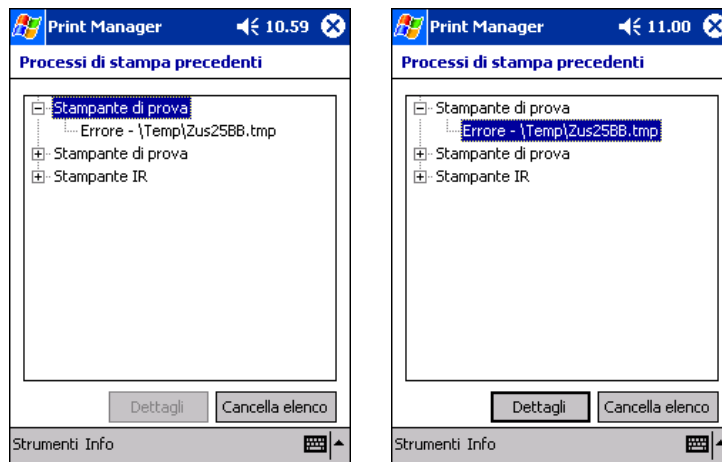 Print Manager 10.59
Processi di stampa precedenti
Stampante di prova
Errore - \Temp\Zus25BB.tmp
Stampante di prova
Stampante IR
Dettagli Cancella elenco
Strumenti Info
Print Manager 11.00
Processi di stampa precedenti
Stampante di prova
Errore - \Temp\Zus25BB.tmp
Stampante di prova
Stampante IR
Dettagli Cancella elenco
Strumenti Info